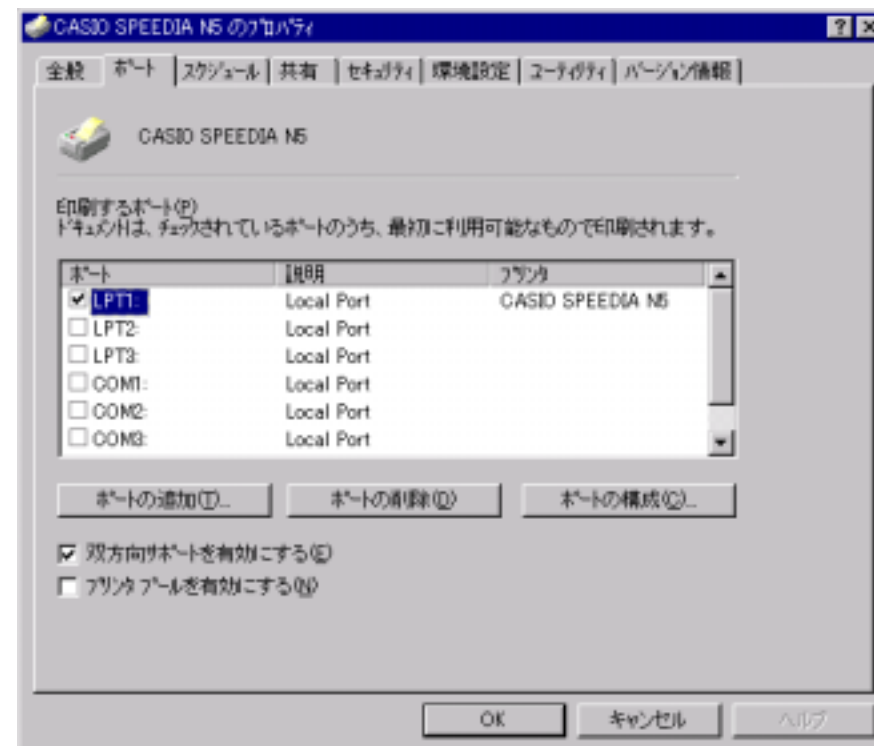 CASIO SPEEDIA N5 のﾌﾟﾛﾊﾟﾃｨ
全般 ﾎﾟｰﾄ ｽｹｼﾞｭｰﾙ 共有 ｾｷｭﾘﾃｨ 環境設定 ﾕｰﾃｨﾘﾃｨ ﾊﾞｰｼﾞｮﾝ情報
CASIO SPEEDIA N5
印刷するﾎﾟｰﾄ(P)
ﾄﾞｷｭﾒﾝﾄは、ﾁｪｯｸされているﾎﾟｰﾄのうち、最初に利用可能なもので印刷されます。
ﾎﾟｰﾄ 説明 ﾌﾟﾘﾝﾀ
LPT1: Local Port CASIO SPEEDIA N5
LPT2: Local Port
LPT3: Local Port
COM1: Local Port
COM2: Local Port
COM3: Local Port
ﾎﾟｰﾄの追加(T)... ﾎﾟｰﾄの削除(D) ﾎﾟｰﾄの構成(C)...
双方向ｻﾎﾟｰﾄを有効にする(E)
ﾌﾟﾘﾝﾀ ﾌﾟｰﾙを有効にする(N)
OK ｷｬﾝｾﾙ ﾍﾙﾌﾟ